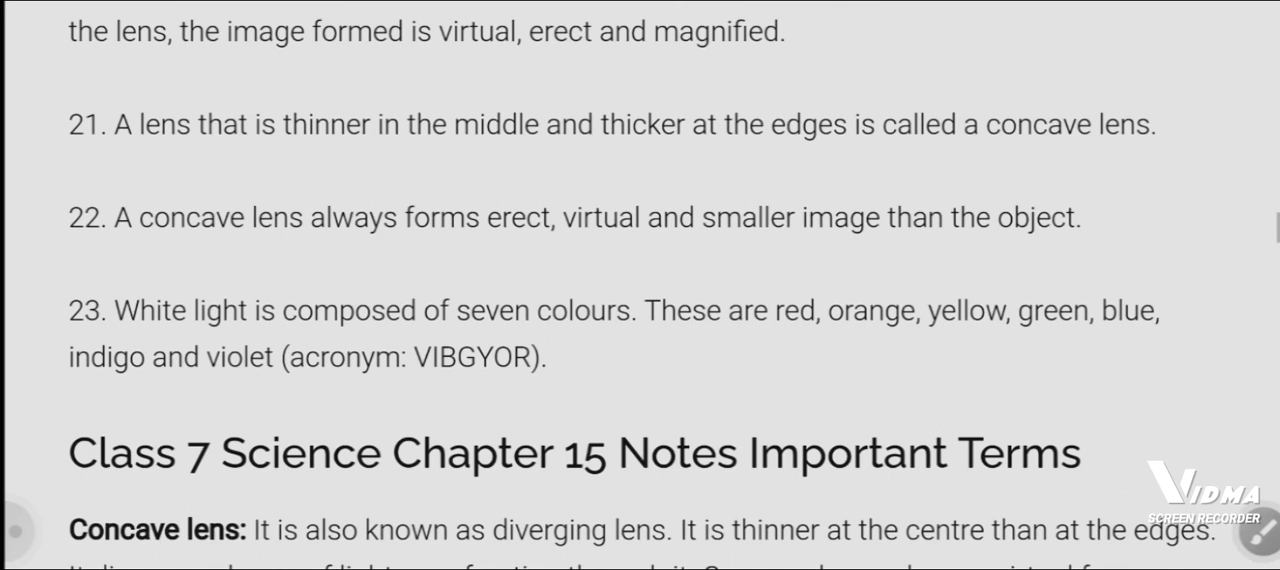 the lens, the image formed is virtual, erect and magnified.
21. A lens that is thinner in the middle and thicker at the edges is called a concave lens.
22. A concave lens always forms erect, virtual and smaller image than the object.
23. White light is composed of seven colours. These are red, orange, yellow, green, blue,
indigo and violet (acronym: VIBGYOR).
Class 7 Science Chapter 15 Notes Important Terms
VIDMA
SCREEN RECORDER
Concave lens: It is also known as diverging lens. It is thinner at the centre than at the edges.